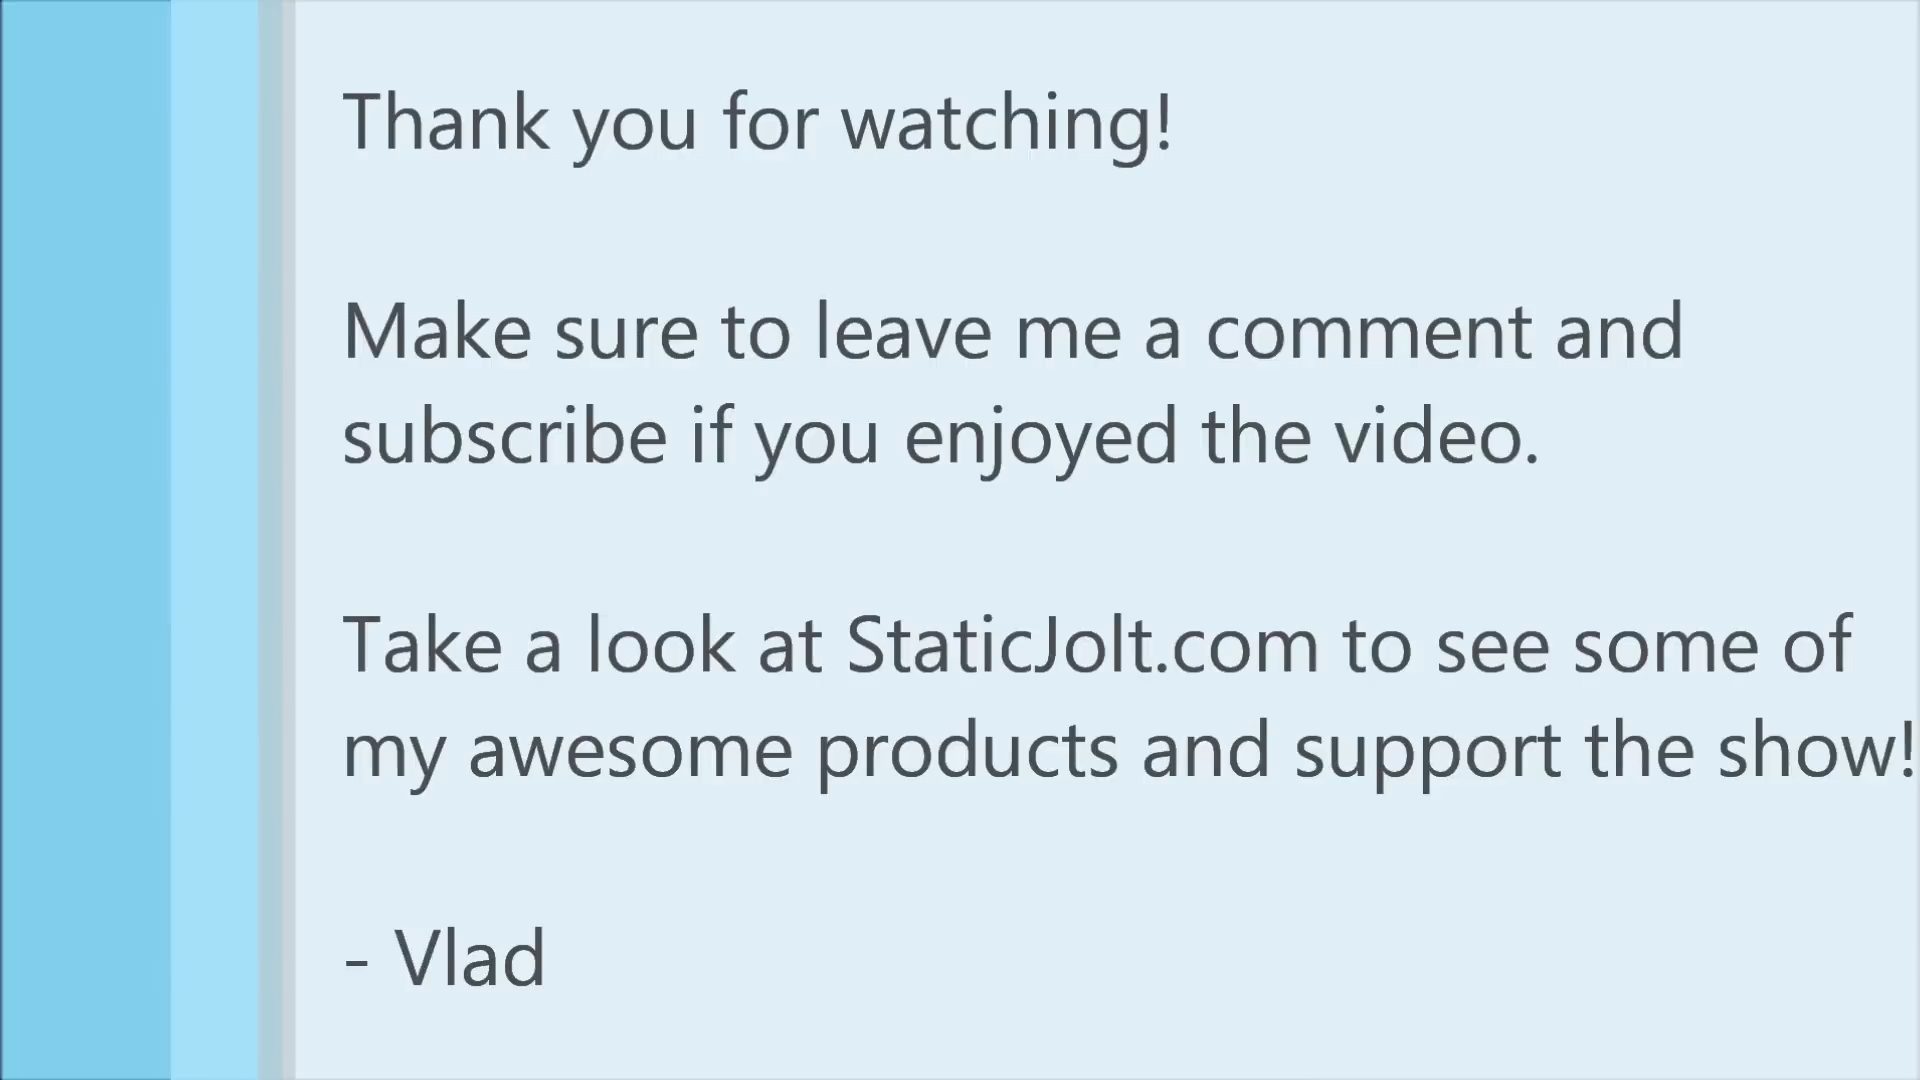 Thank you for watching!
Make sure to leave me a comment and
subscribe if you enjoyed the video.
Take a look at StaticJolt.com to see some of
my awesome products and support the show!
- Vlad